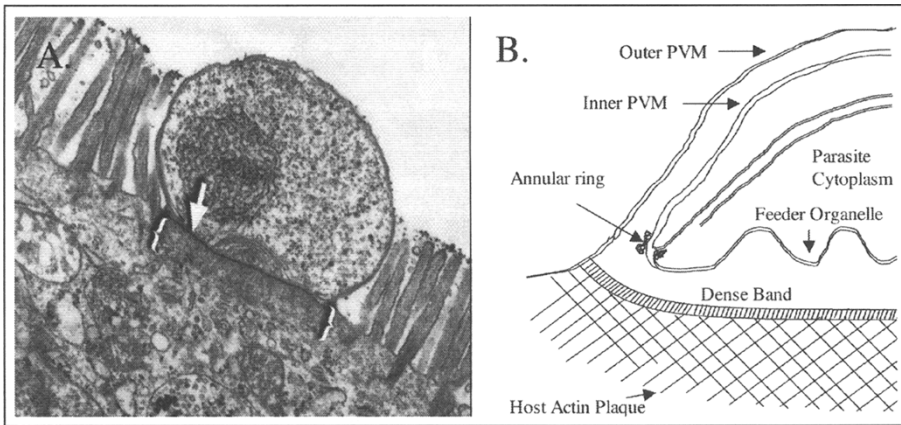 A.
B.
Outer PVM
Inner PVM
Annular ring
Parasite
Cytoplasm
Feeder Organelle
Dense Band
Host Actin Plaque